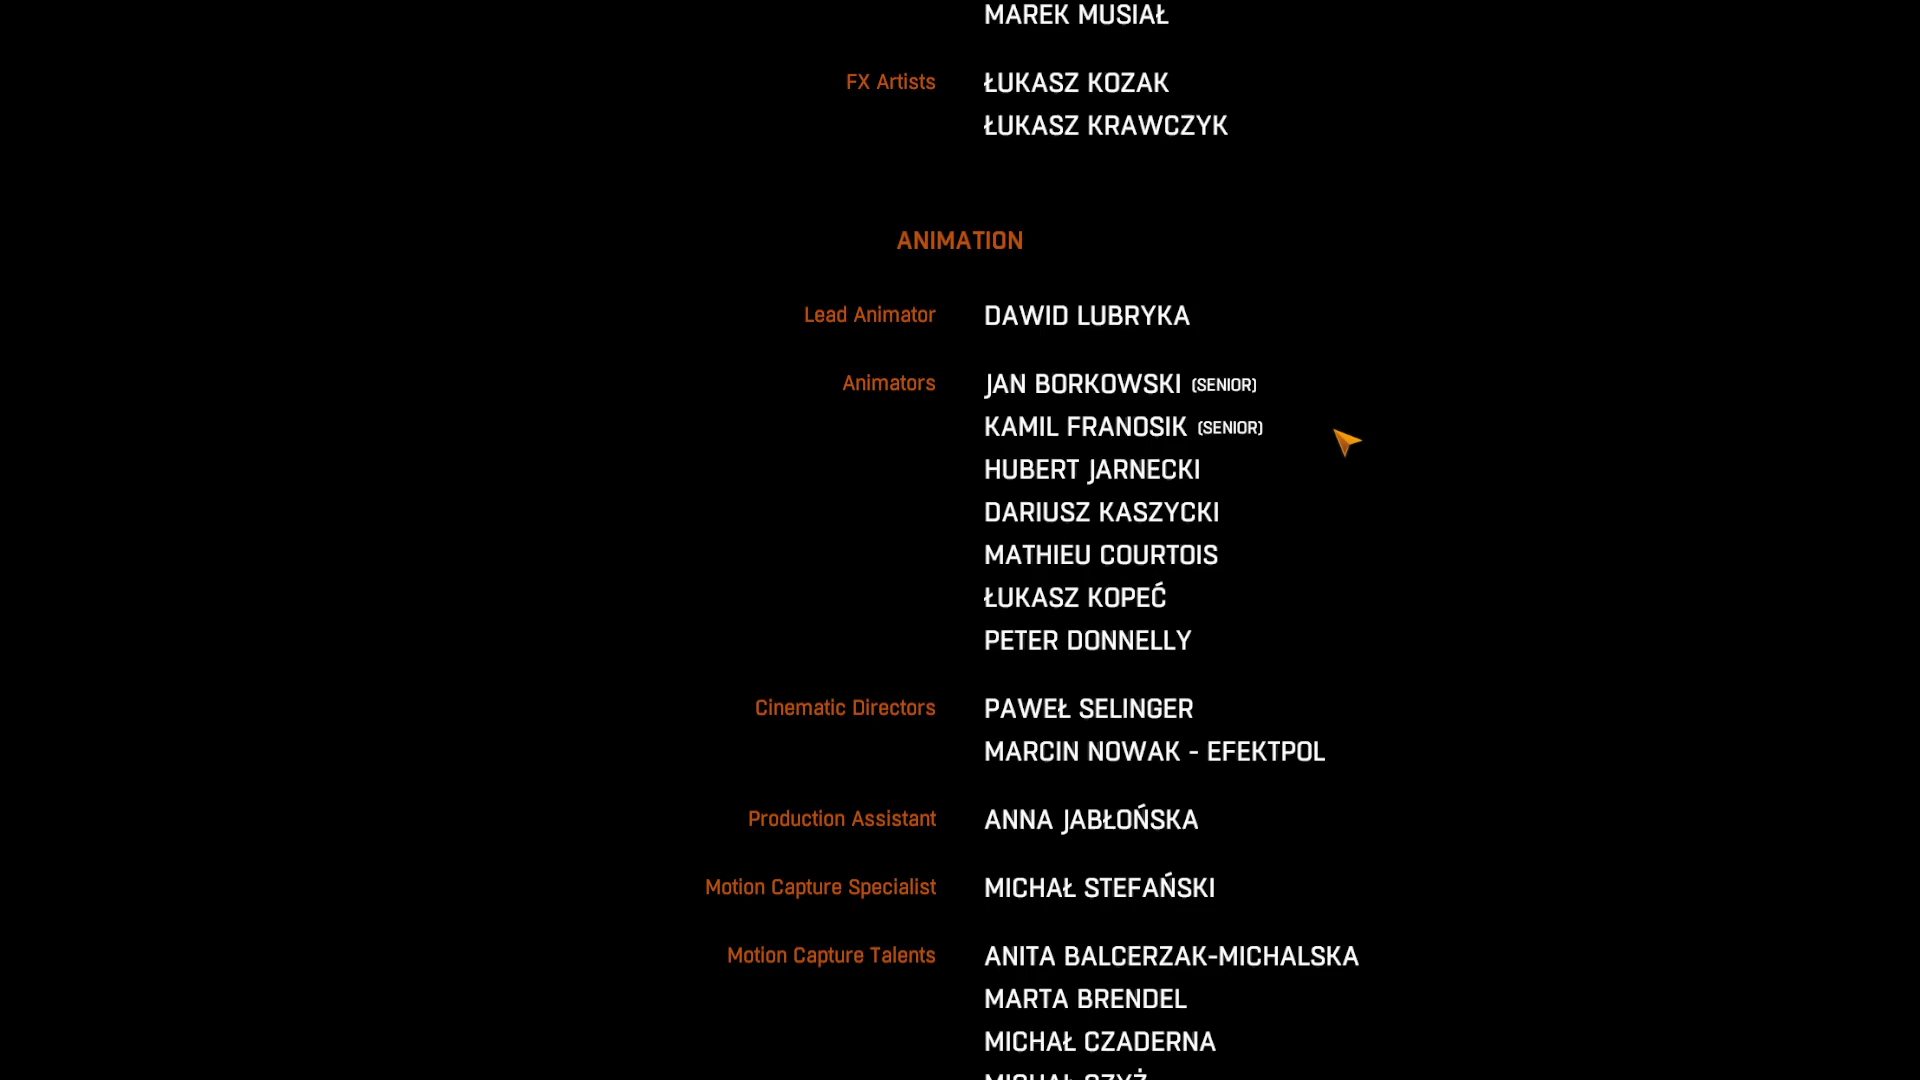 MAREK MUSIAŁ
FX Artists ŁUKASZ KOZAK
ŁUKASZ KRAWCZYK
ANIMATION
Lead Animator DAWID LUBRYKA
Animators JAN BORKOWSKI (SENIOR)
KAMIL FRANOSIK (SENIOR)
HUBERT JARNECKI
DARIUSZ KASZYCKI
MATHIEU COURTOIS
ŁUKASZ KOPEĆ
PETER DONNELLY
Cinematic Directors PAWEŁ SELINGER
MARCIN NOWAK - EFEKTPOL
Production Assistant ANNA JABŁOŃSKA
Motion Capture Specialist MICHAŁ STEFAŃSKI
Motion Capture Talents ANITA BALCERZAK-MICHALSKA
MARTA BRENDEL
MICHAŁ CZADERNA
MICHAŁ CZYŻ